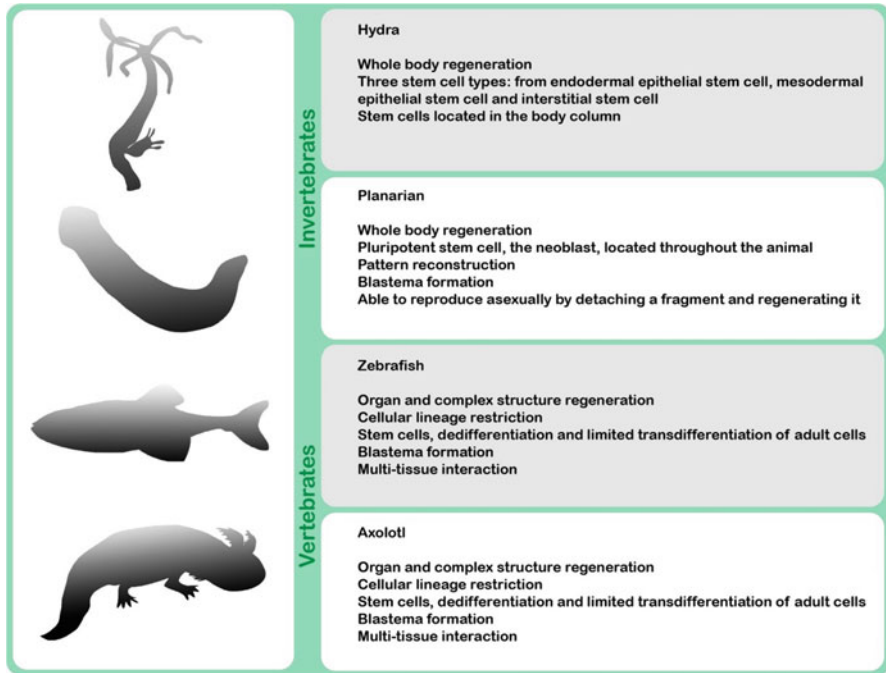 Invertebrates
Hydra
Whole body regeneration
Three stem cell types: from endodermal epithelial stem cell, mesodermal
epithelial stem cell and interstitial stem cell
Stem cells located in the body column
Planarian
Whole body regeneration
Pluripotent stem cell, the neoblast, located throughout the animal
Pattern reconstruction
Blastema formation
Able to reproduce asexually by detaching a fragment and regenerating it
Vertebrates
Zebrafish
Organ and complex structure regeneration
Cellular lineage restriction
Stem cells, dedifferentiation and limited transdifferentiation of adult cells
Blastema formation
Multi-tissue interaction
Axolotl
Organ and complex structure regeneration
Cellular lineage restriction
Stem cells, dedifferentiation and limited transdifferentiation of adult cells
Blastema formation
Multi-tissue interaction